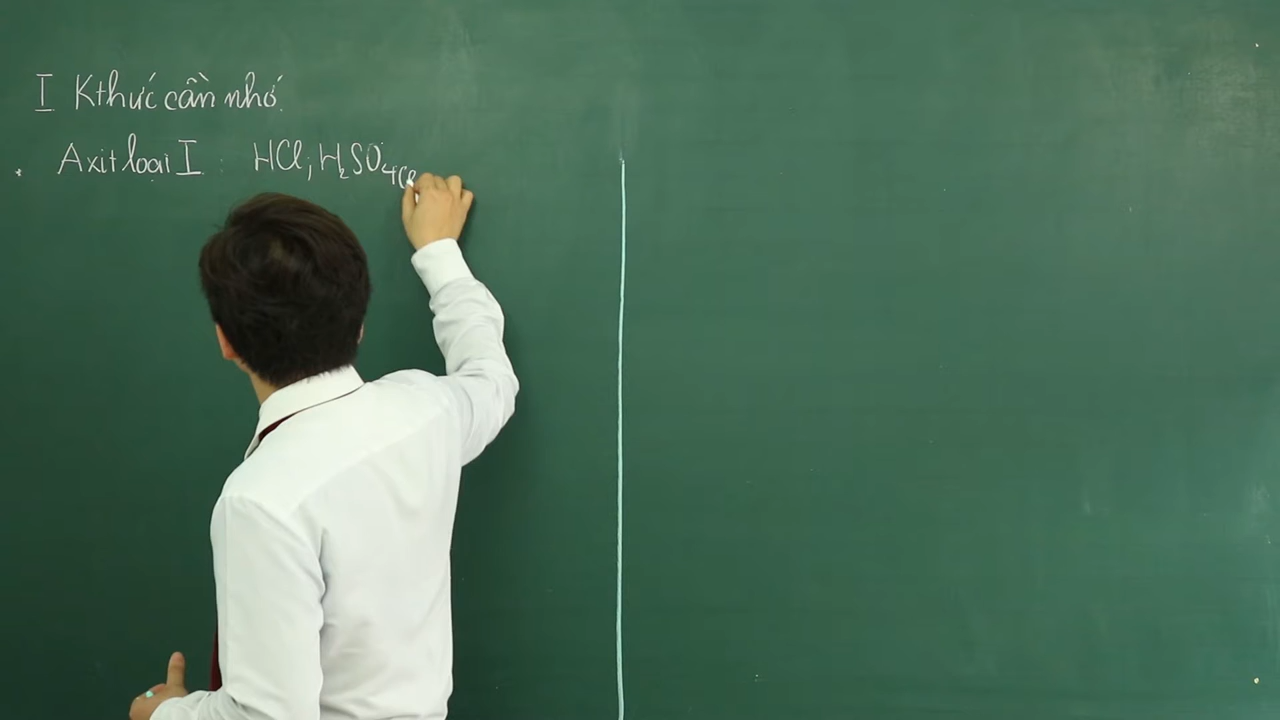 I Kthức cần nhớ.
* Axit loại I : HCl, H₂SO₄(